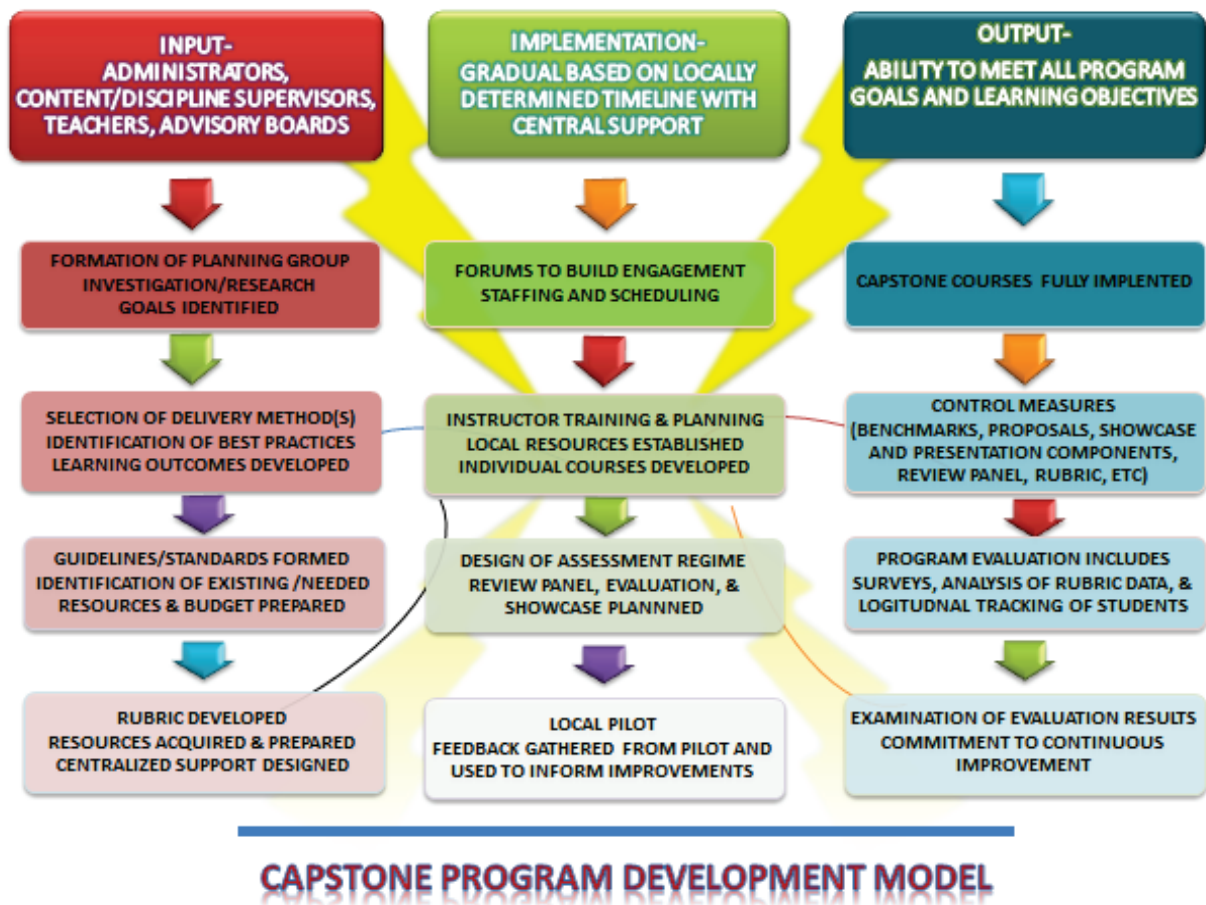 INPUT-
ADMINISTRATORS,
CONTENT/DISCIPLINE SUPERVISORS,
TEACHERS, ADVISORY BOARDS
FORMATION OF PLANNING GROUP
INVESTIGATION/RESEARCH
GOALS IDENTIFIED
SELECTION OF DELIVERY METHOD(S)
IDENTIFICATION OF BEST PRACTICES
LEARNING OUTCOMES DEVELOPED
GUIDELINES/STANDARDS FORMED
IDENTIFICATION OF EXISTING /NEEDED
RESOURCES & BUDGET PREPARED
RUBRIC DEVELOPED
RESOURCES ACQUIRED & PREPARED
CENTRALIZED SUPPORT DESIGNED
IMPLEMENTATION-
GRADUAL BASED ON LOCALLY
DETERMINED TIMELINE WITH
CENTRAL SUPPORT
FORUMS TO BUILD ENGAGEMENT
STAFFING AND SCHEDULING
INSTRUCTOR TRAINING & PLANNING
LOCAL RESOURCES ESTABLISHED
INDIVIDUAL COURSES DEVELOPED
DESIGN OF ASSESSMENT REGIME
REVIEW PANEL, EVALUATION, &
SHOWCASE PLANNNED
LOCAL PILOT
FEEDBACK GATHERED FROM PILOT AND
USED TO INFORM IMPROVEMENTS
OUTPUT-
ABILITY TO MEET ALL PROGRAM
GOALS AND LEARNING OBJECTIVES
CAPSTONE COURSES FULLY IMPLENTED
CONTROL MEASURES
(BENCHMARKS, PROPOSALS, SHOWCASE
AND PRESENTATION COMPONENTS,
REVIEW PANEL, RUBRIC, ETC)
PROGRAM EVALUATION INCLUDES
SURVEYS, ANALYSIS OF RUBRIC DATA, &
LOGITUDNAL TRACKING OF STUDENTS
EXAMINATION OF EVALUATION RESULTS
COMMITMENT TO CONTINUOUS
IMPROVEMENT
CAPSTONE PROGRAM DEVELOPMENT MODEL